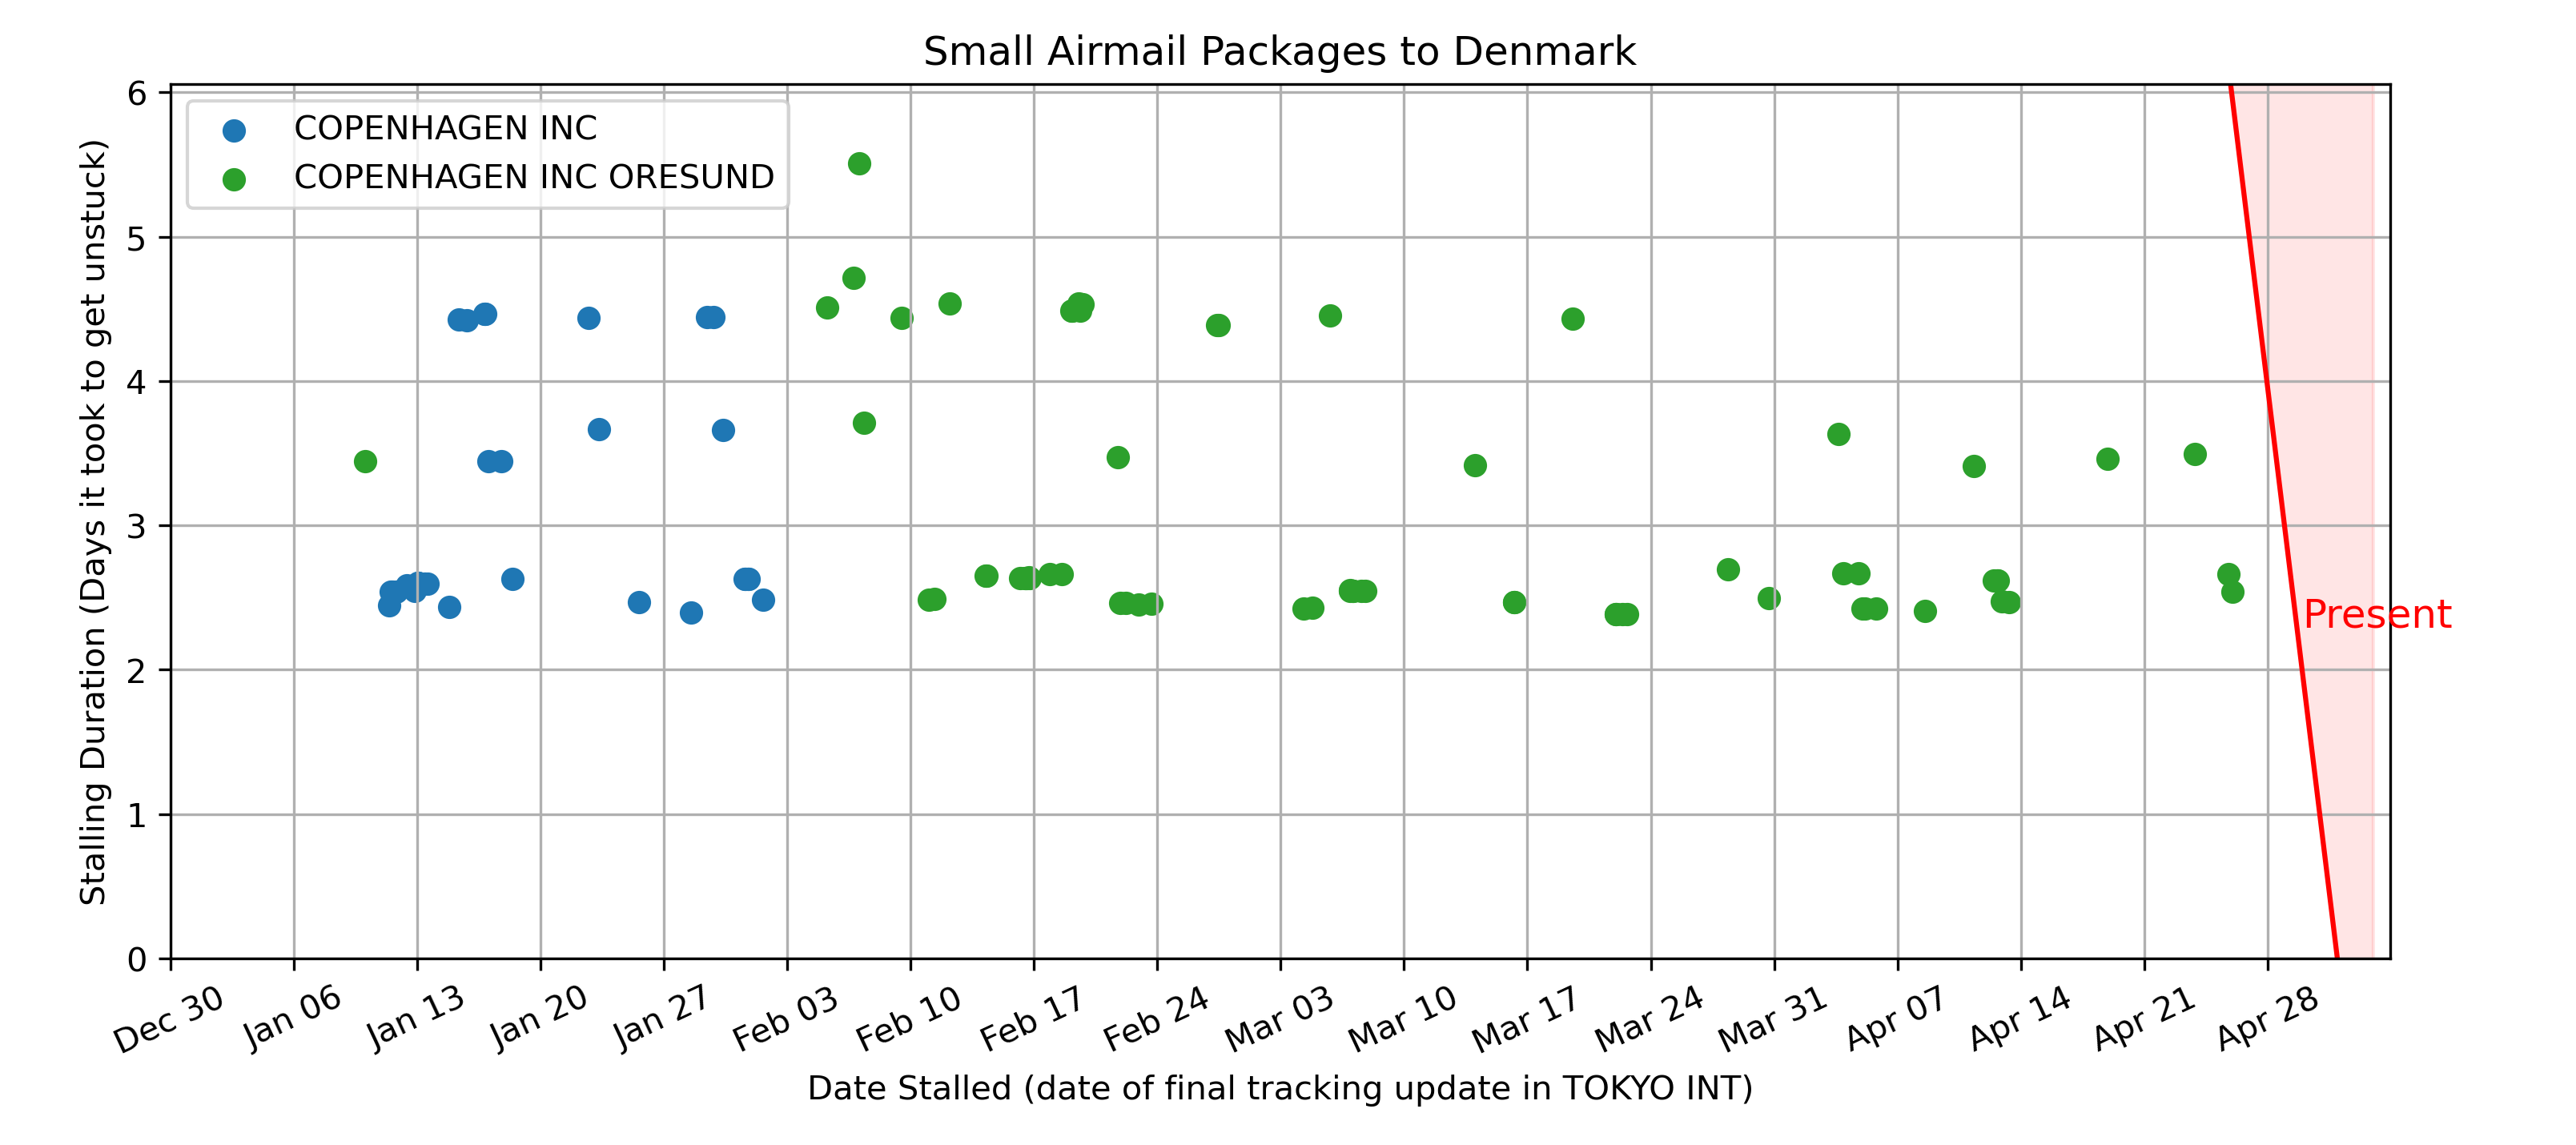 Small Airmail Packages to Denmark
COPENHAGEN INC
COPENHAGEN INC ORESUND
Stalling Duration (Days it took to get unstuck)
6
5
4
3
2
1
0
Present
Dec 30
Jan 06
Jan 13
Jan 20
Jan 27
Feb 03
Feb 10
Feb 17
Feb 24
Mar 03
Mar 10
Mar 17
Mar 24
Mar 31
Apr 07
Apr 14
Apr 21
Apr 28
Date Stalled (date of final tracking update in TOKYO INT)